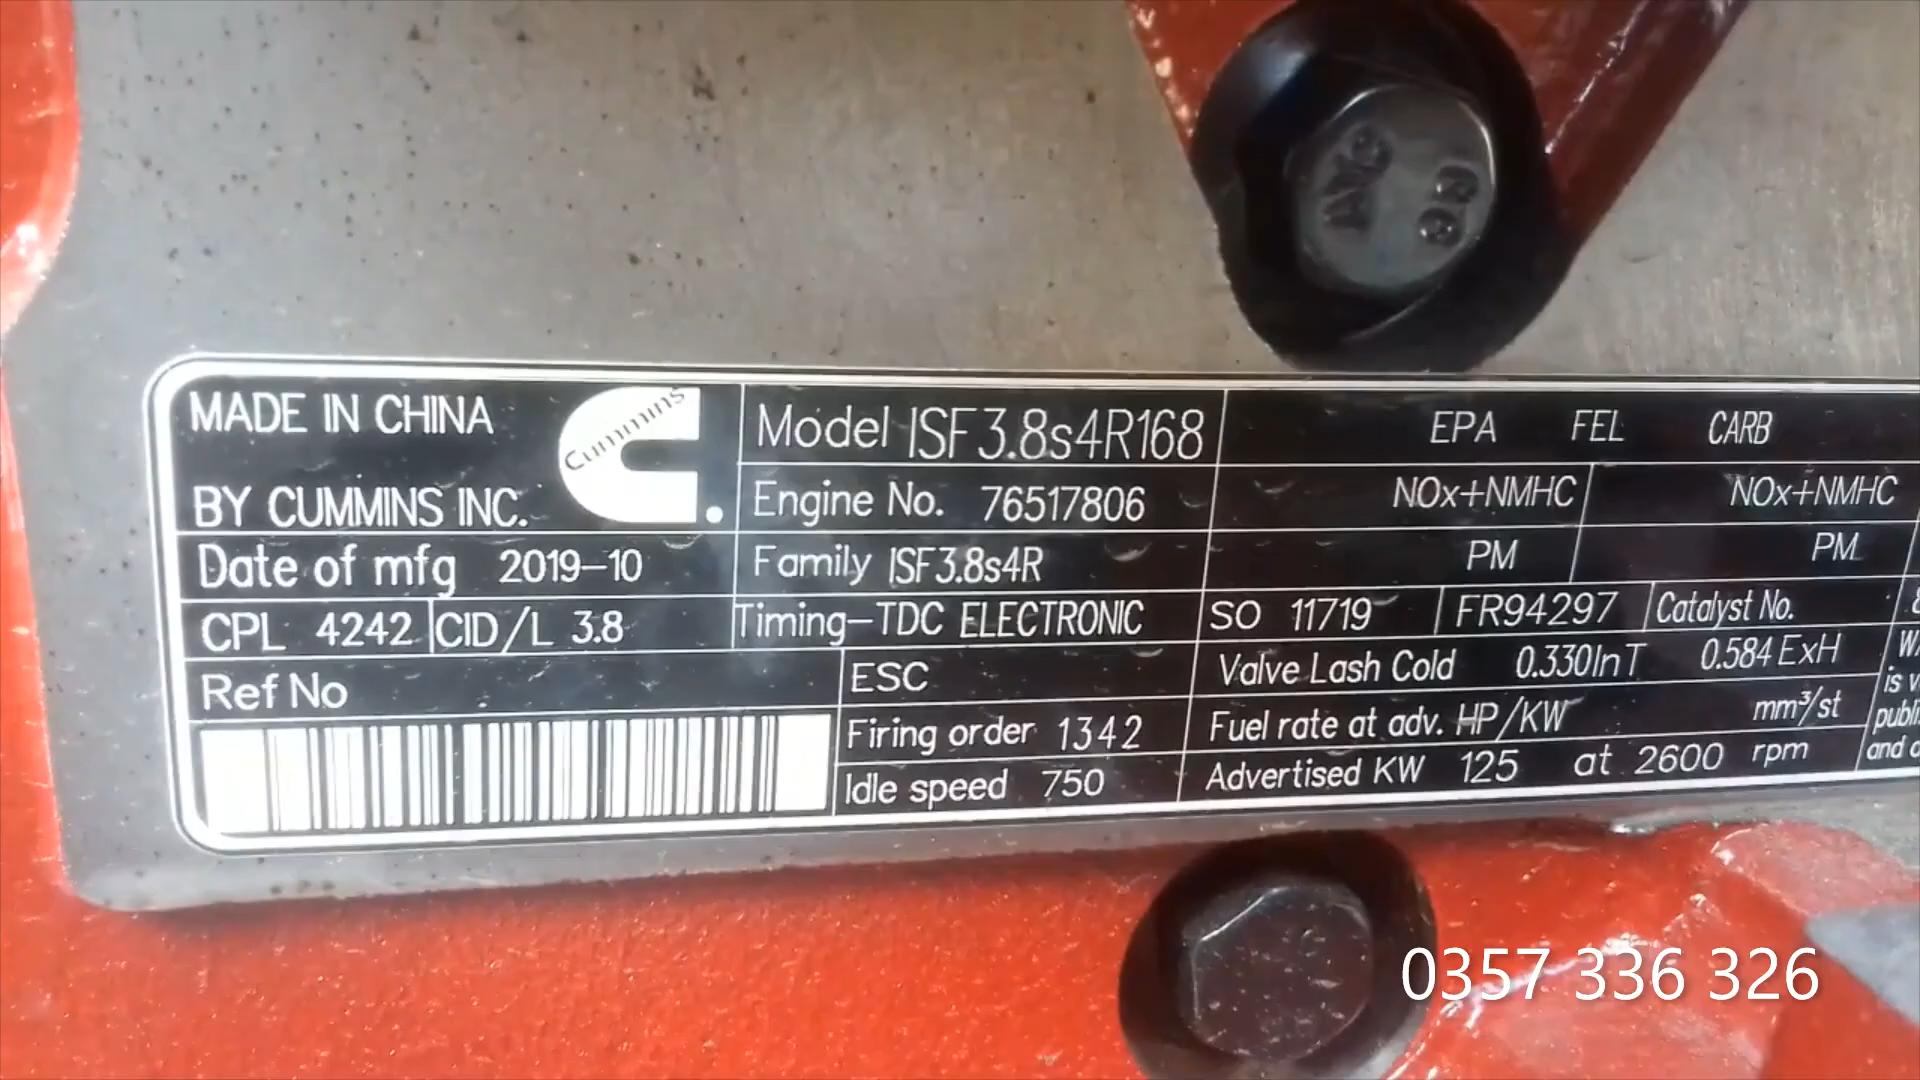 MADE IN CHINA
BY CUMMINS INC.
Cummins
Date of mfg 2019-10
CPL 4242 CID/L 3.8
Ref No
Model ISF3.8s4R168
Engine No. 76517806
Family ISF3.8s4R
Timing-TDC ELECTRONIC
ESC
Firing order 1342
Idle speed 750
EPA FEL CARB
NOx+NMHC NOx+NMHC
PM PM
SO 11719 FR94297 Catalyst No.
Valve Lash Cold 0.330InT 0.584ExH
Fuel rate at adv. HP/KW mm³/st
Advertised KW 125 at 2600 rpm
is
and
0357 336 326